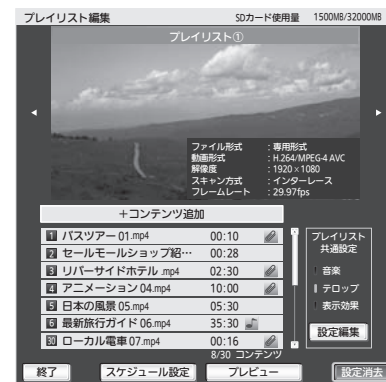 プレイリスト編集 SDカード使用量 1500MB/32000MB
プレイリスト①
ファイル形式 : 専用形式
動画形式 : H.264/MPEG-4 AVC
解像度 : 1920×1080
スキャン方式 : インターレース
フレームレート : 29.97fps
+コンテンツ追加
1 バスツアー 01.mp4 00:10
2 セールモールショップ紹… 00:28
3 リバーサイドホテル .mp4 02:30
4 アニメーション 04.mp4 10:00
5 日本の風景 05.mp4 05:30
6 最新旅行ガイド 06.mp4 35:30
30 ローカル電車 07.mp4 00:16
8/30 コンテンツ
プレイリスト
共通設定
音楽
テロップ
表示効果
設定編集
終了 スケジュール設定 プレビュー 設定消去